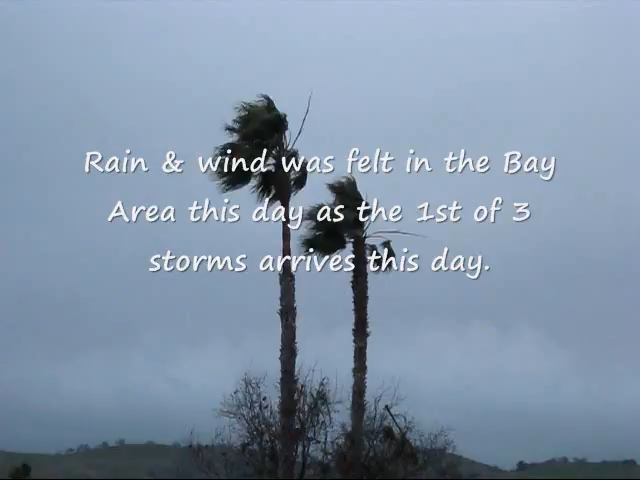 Rain & wind was felt in the Bay
Area this day as the 1st of 3
storms arrives this day.